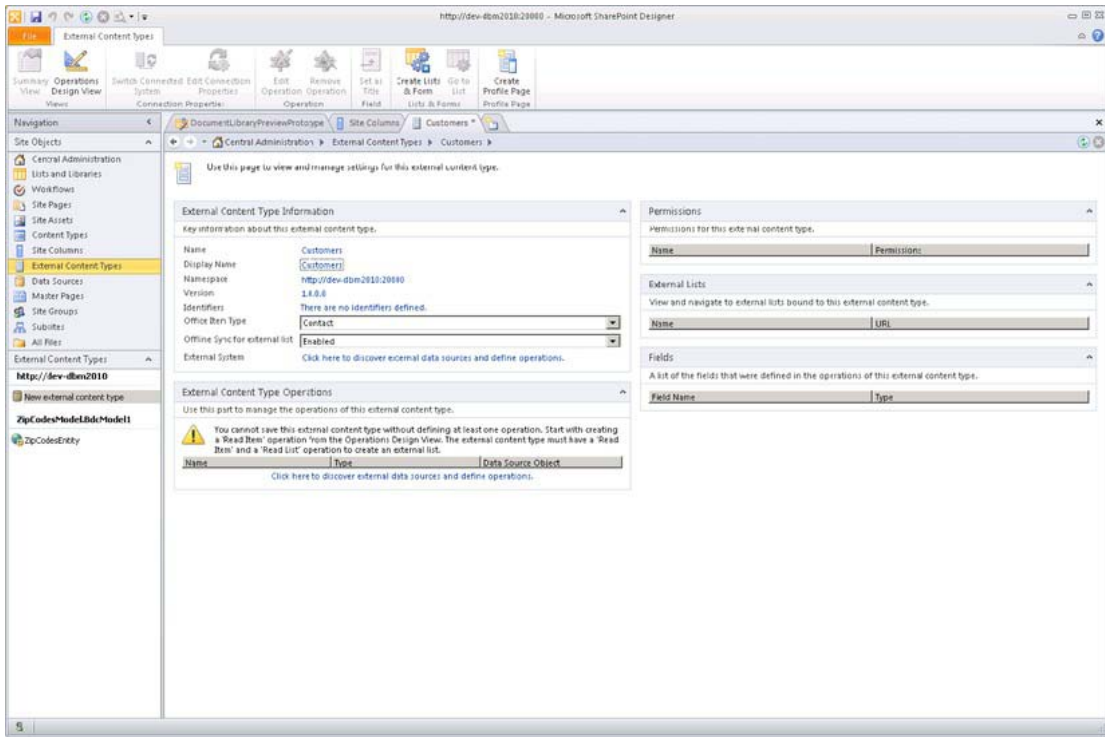 http://dev-dbm2010:20000 - Microsoft SharePoint Designer
File
External Content Types
Summary View
Operations Design View
Switch Connected System
Edit Connection Properties
Edit Operation
Remove Operation
Set as Title
Create Lists & Form
Go to List
Create Profile Page
Views
Connection Properties
Operation
Field
Lists & Forms
Profile Page
Navigation
DocumentLibraryPreviewPrototype
Site Columns
Customers *
Site Objects
Central Administration
External Content Types
Customers
Central Administration
Lists and Libraries
Workflows
Site Pages
Site Assets
Content Types
Site Columns
External Content Types
Data Sources
Master Pages
Site Groups
Subsites
All Files
External Content Types
http://dev-dbm2010
New external content type
ZipCodesModel.BdcModel1
ZipCodesEntity
Use this page to view and manage settings for this external content type.
External Content Type Information
Key information about this external content type.
Name Customers
Display Name Customers
Namespace http://dev-dbm2010:20000
Version 1.0.0.0
Identifiers There are no identifiers defined.
Office Item Type Contact
Offline Sync for external list Enabled
External System Click here to discover external data sources and define operations.
External Content Type Operations
Use this part to manage the operations of this external content type.
You cannot save this external content type without defining at least one operation. Start with creating
a 'Read Item' operation from the Operations Design View. The external content type must have a 'Read
Item' and a 'Read List' operation to create an external list.
Name Type Data Source Object
Click here to discover external data sources and define operations.
Permissions
Permissions for this external content type.
Name Permissions
External Lists
View and navigate to external lists bound to this external content type.
Name URL
Fields
A list of the fields that were defined in the operations of this external content type.
Field Name Type